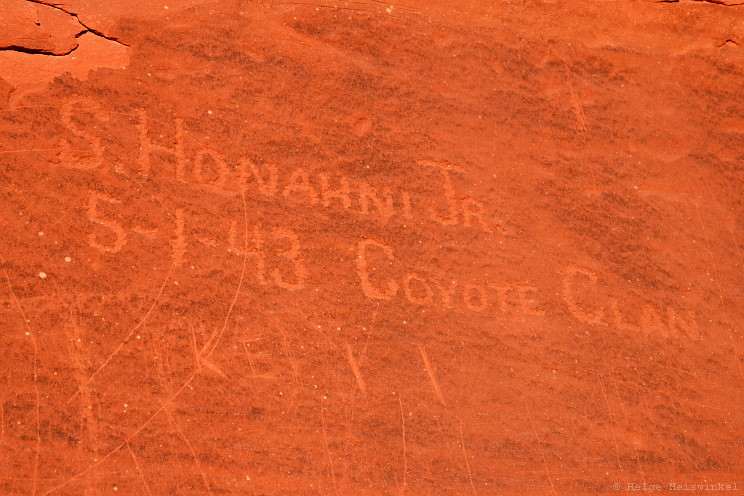 S. HONAHNI JR.
5-1-43 COYOTE CLAN
© Helge Heiswinkel